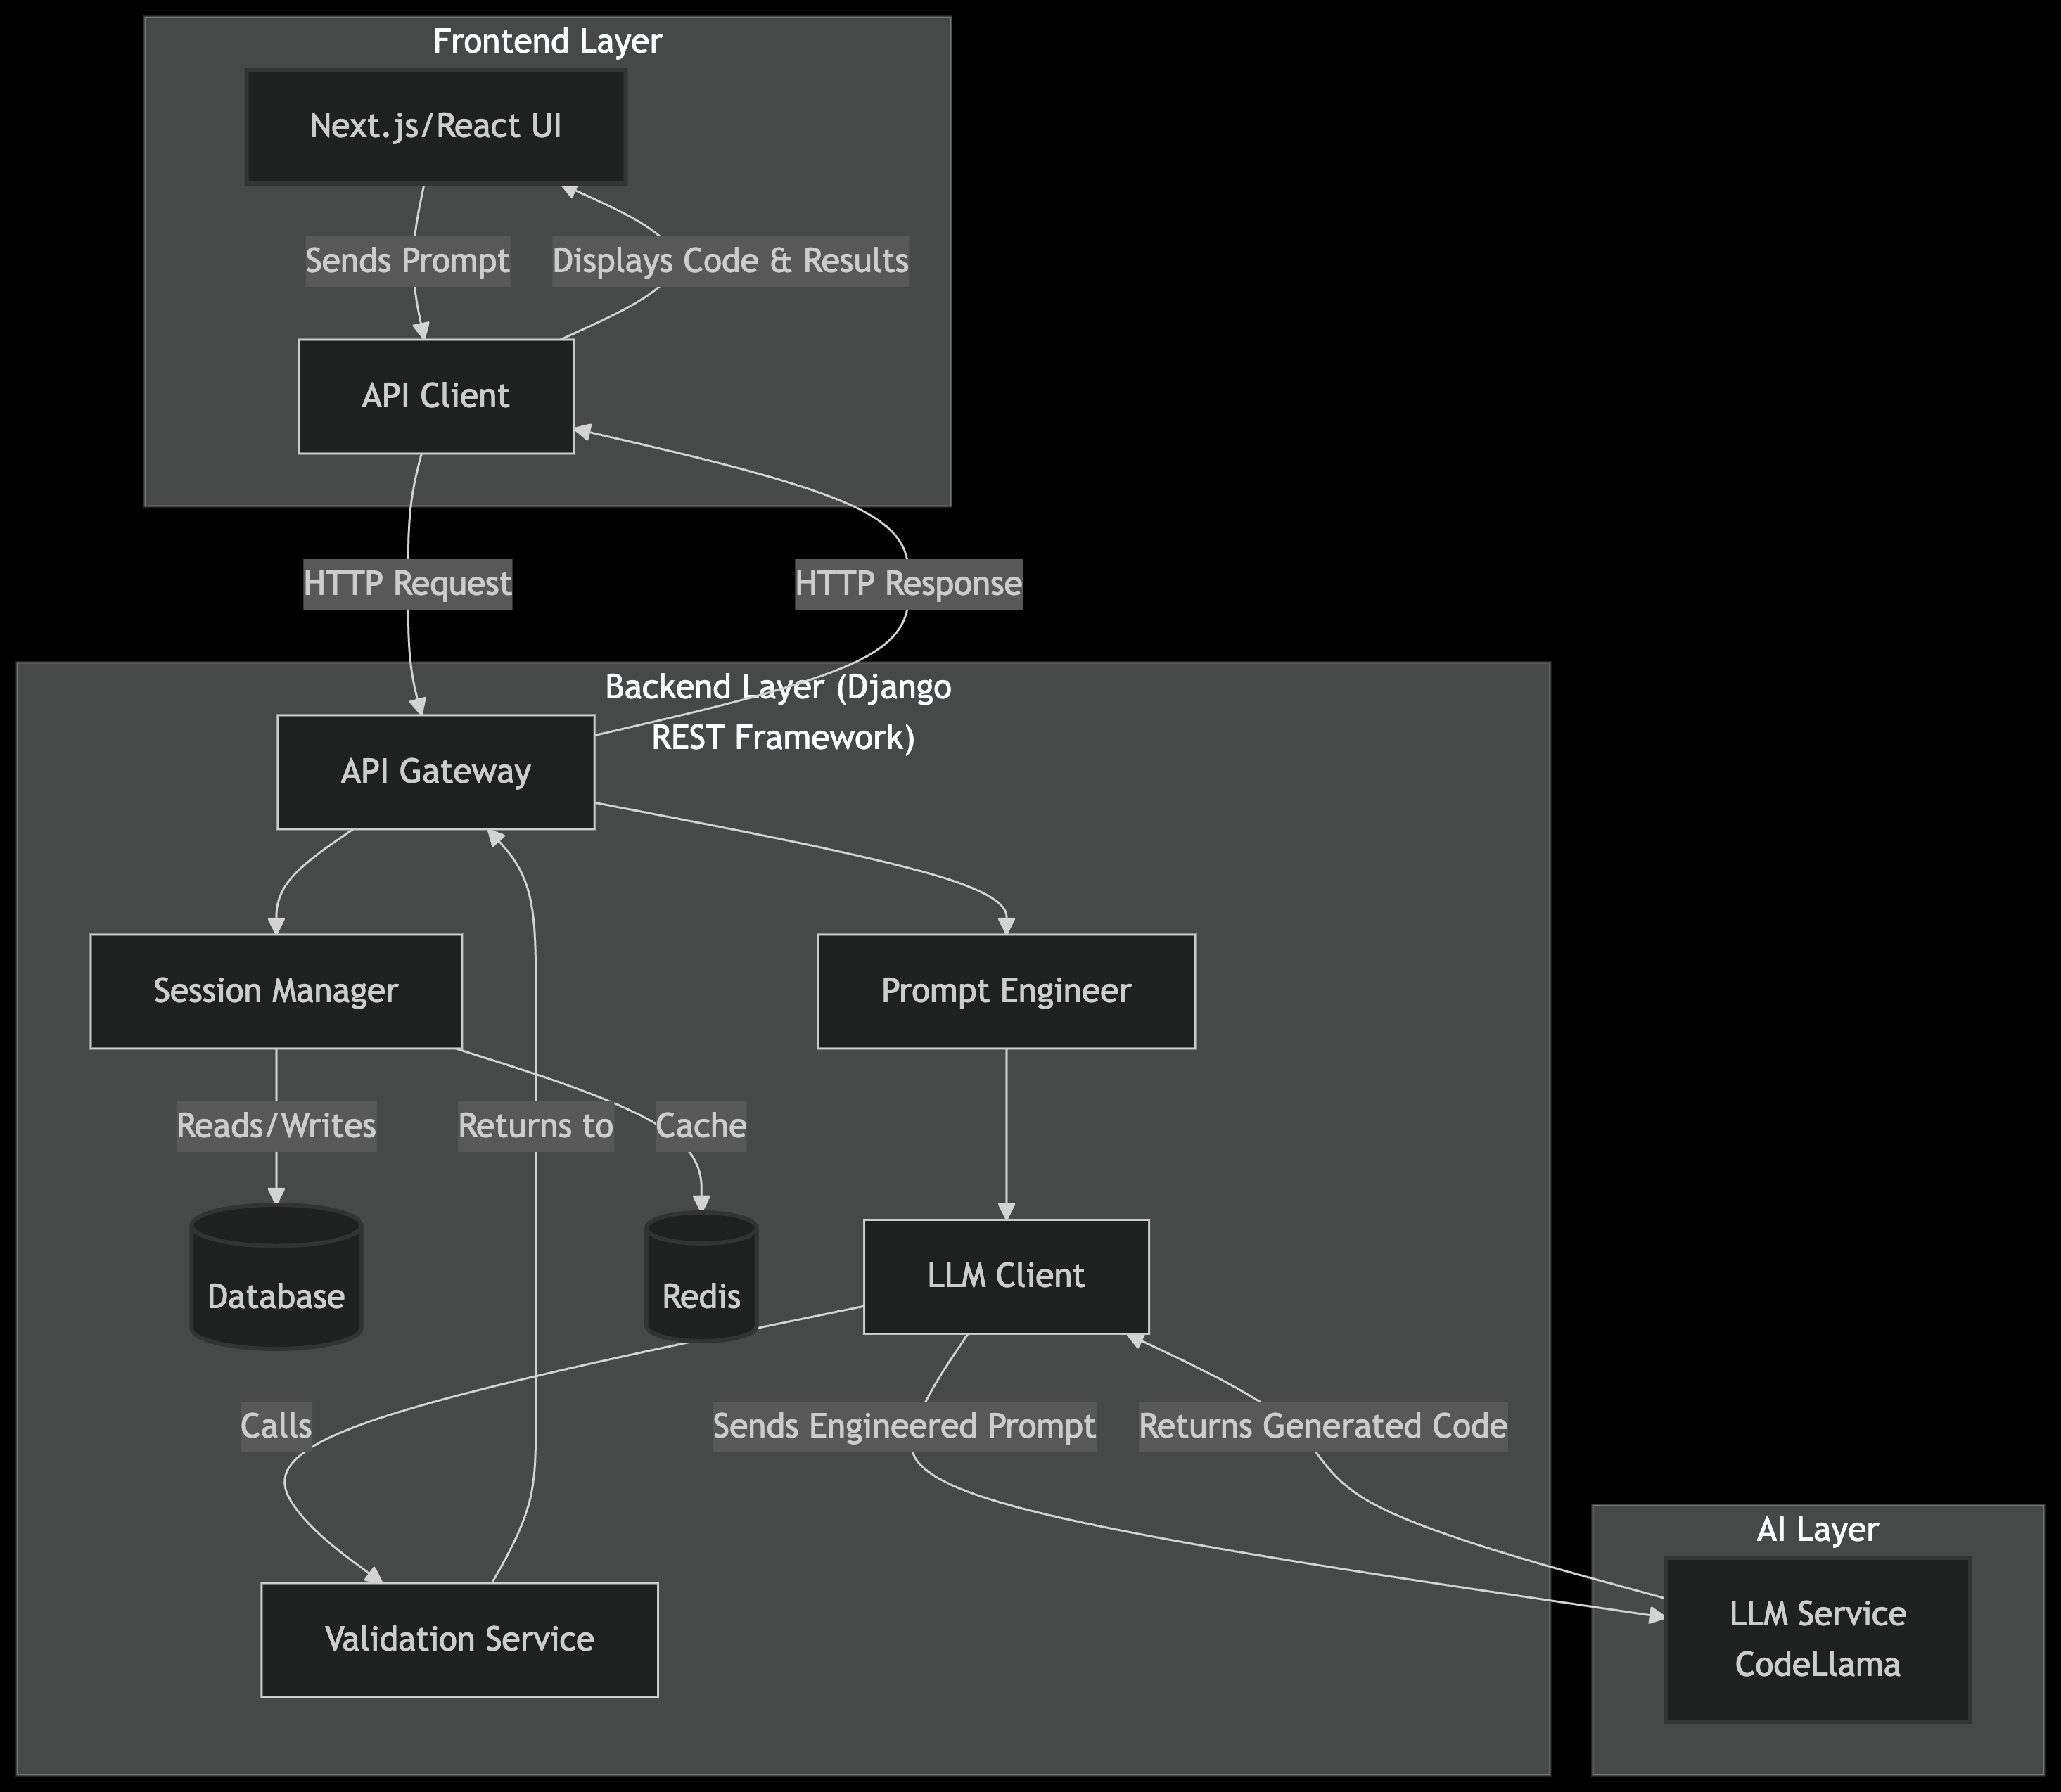 Frontend Layer
Next.js/React UI
Sends Prompt
Displays Code & Results
API Client
HTTP Request
HTTP Response
Backend Layer (Django
REST Framework)
API Gateway
Session Manager
Prompt Engineer
Reads/Writes
Returns to
Cache
Database
Redis
LLM Client
Calls
Sends Engineered Prompt
Returns Generated Code
AI Layer
LLM Service
CodeLlama
Validation Service